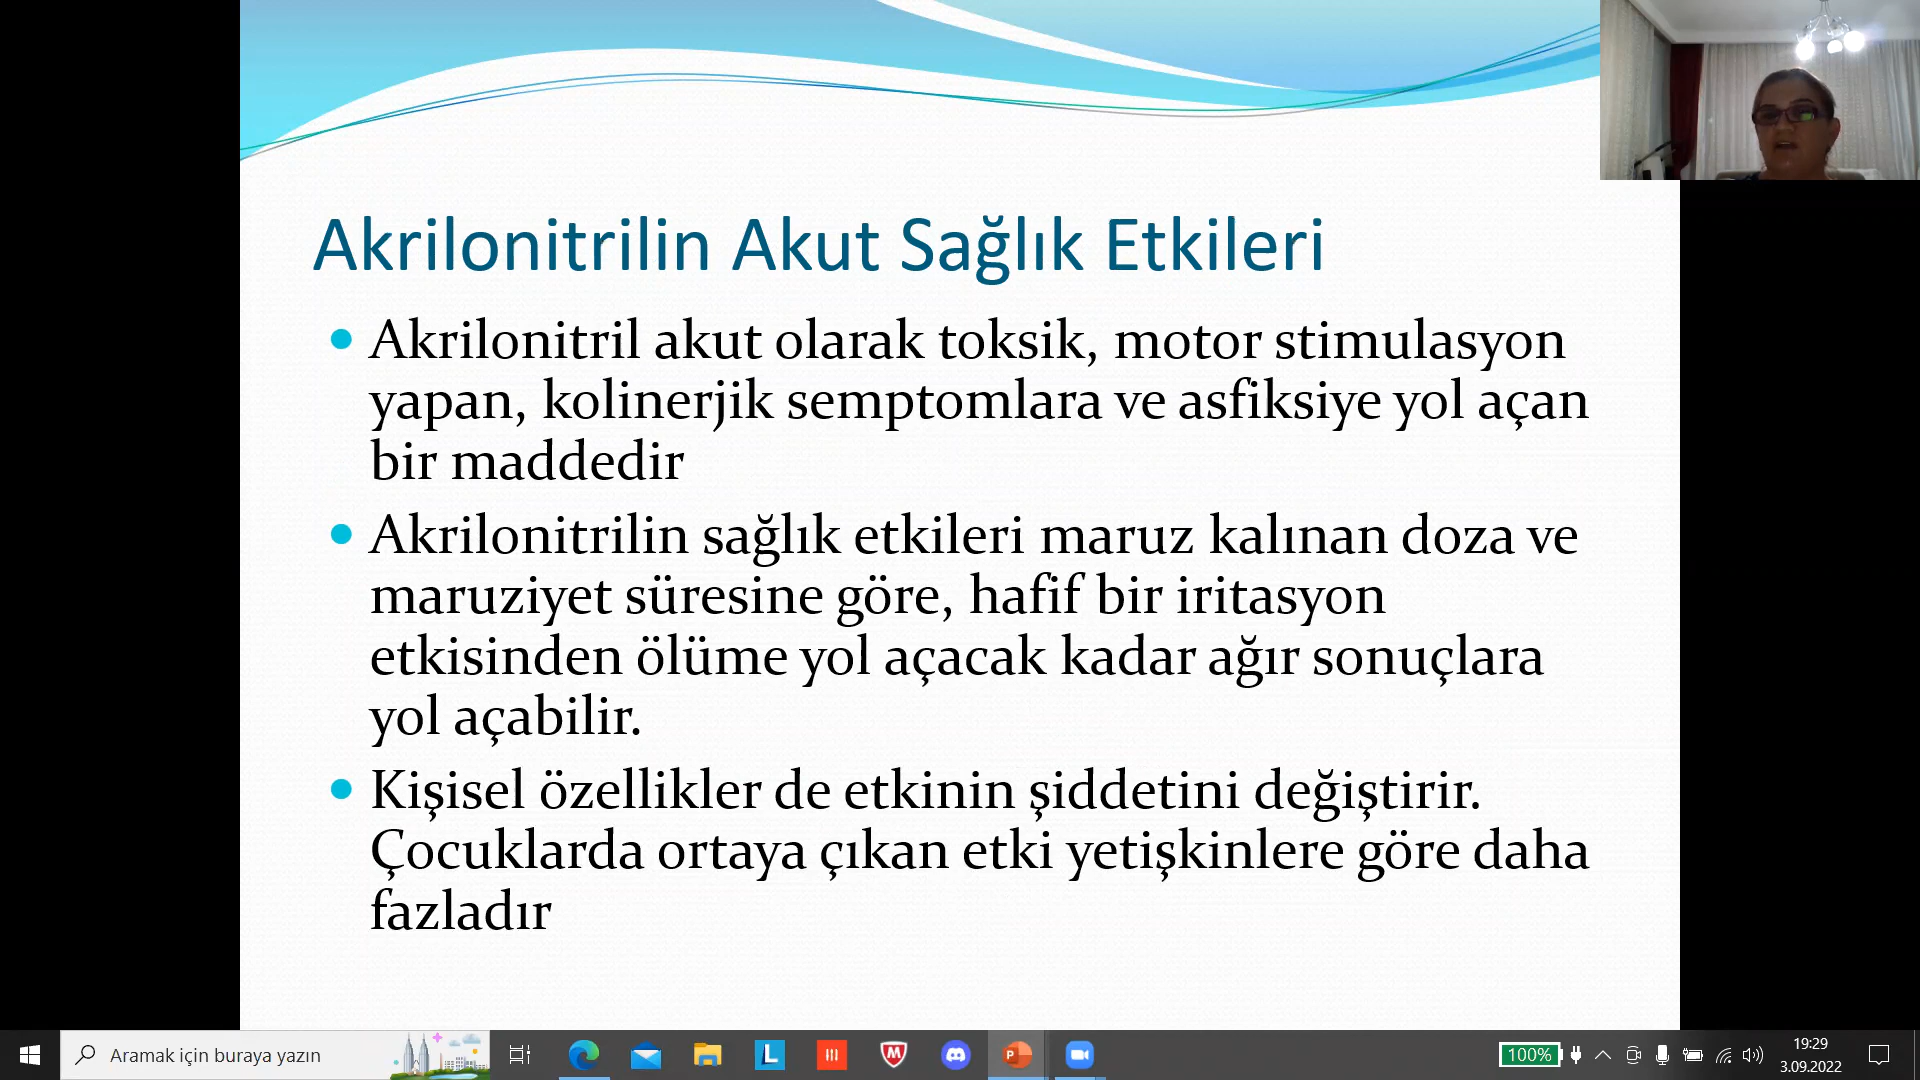 Akrilonitrilin Akut Sağlık Etkileri
Akrilonitril akut olarak toksik, motor stimulasyon
yapan, kolinerjik semptomlara ve asfiksiye yol açan
bir maddedir
Akrilonitrilin sağlık etkileri maruz kalınan doza ve
maruziyet süresine göre, hafif bir iritasyon
etkisinden ölüme yol açacak kadar ağır sonuçlara
yol açabilir.
Kişisel özellikler de etkinin şiddetini değiştirir.
Çocuklarda ortaya çıkan etki yetişkinlere göre daha
fazladır
Aramak için buraya yazın
L
P
100%
19:29
3.09.2022